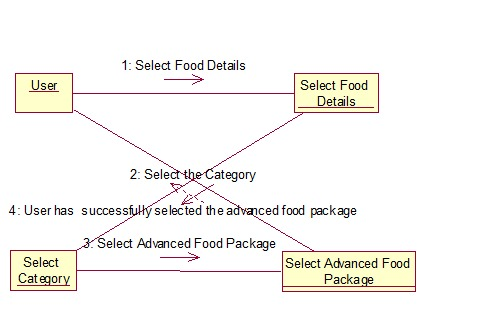 1: Select Food Details
User
Select Food
Details
2: Select the Category
4: User has successfully selected the advanced food package
3: Select Advanced Food Package
Select
Category
Select Advanced Food
Package